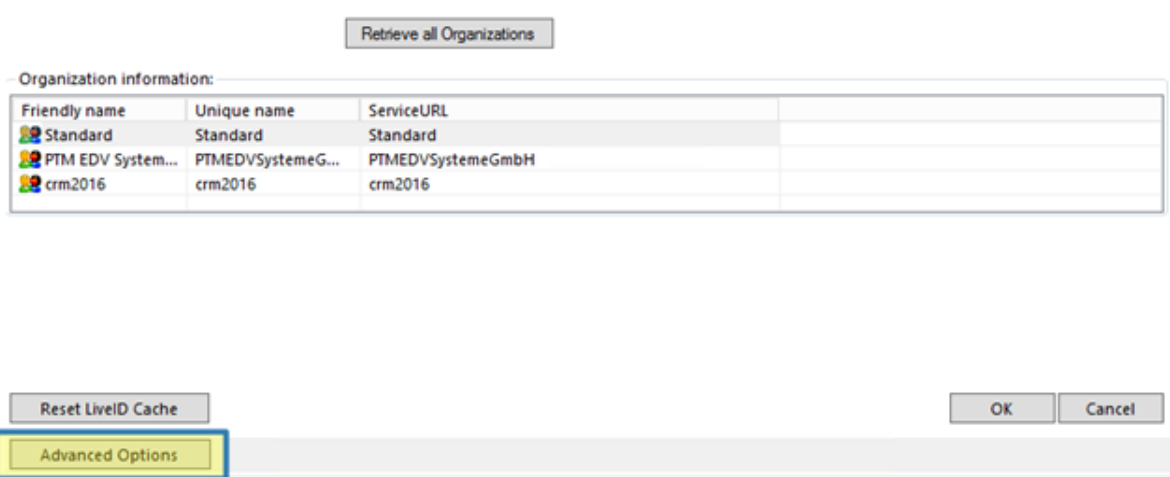 Retrieve all Organizations
Organization information:
Friendly name Unique name ServiceURL
Standard Standard Standard
PTM EDV System... PTMEDVSystemeG... PTMEDVSystemeGmbH
crm2016 crm2016 crm2016
Reset LiveID Cache OK Cancel
Advanced Options